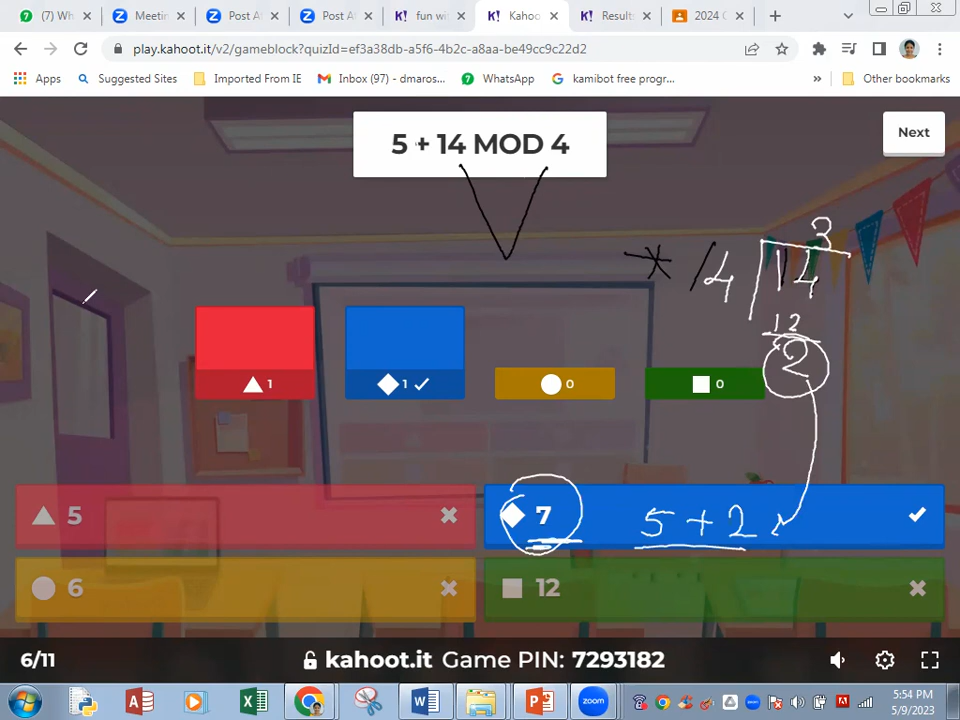 (7) Wh
Meetin
Post A
Post A
K! fun wi
K! Kahoo
K! Results
2024 C
play.kahoot.it/v2/gameblock?quizId=ef3a38db-a5f6-4b2c-a8aa-be49cc9c22d2
Apps
Suggested Sites
Imported From IE
Inbox (97) - dmaros...
7 WhatsApp
G kamibot free progr...
»
Other bookmarks
5 + 14 MOD 4
Next
3
* / 4 14
12
2
1
1
0
0
5
7
5 + 2
6
12
6/11
kahoot.it Game PIN: 7293182
5:54 PM
5/9/2023